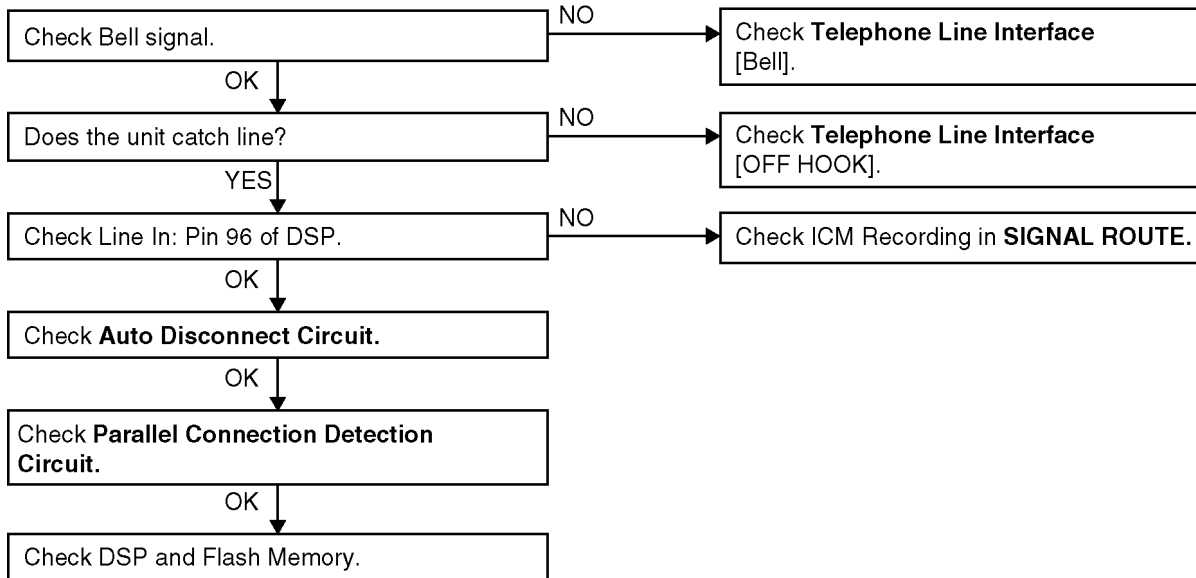 Check Bell signal.
NO
Check Telephone Line Interface
[Bell].
OK
Does the unit catch line?
NO
Check Telephone Line Interface
[OFF HOOK].
YES
Check Line In: Pin 96 of DSP.
NO
Check ICM Recording in SIGNAL ROUTE.
OK
Check Auto Disconnect Circuit.
OK
Check Parallel Connection Detection
Circuit.
OK
Check DSP and Flash Memory.